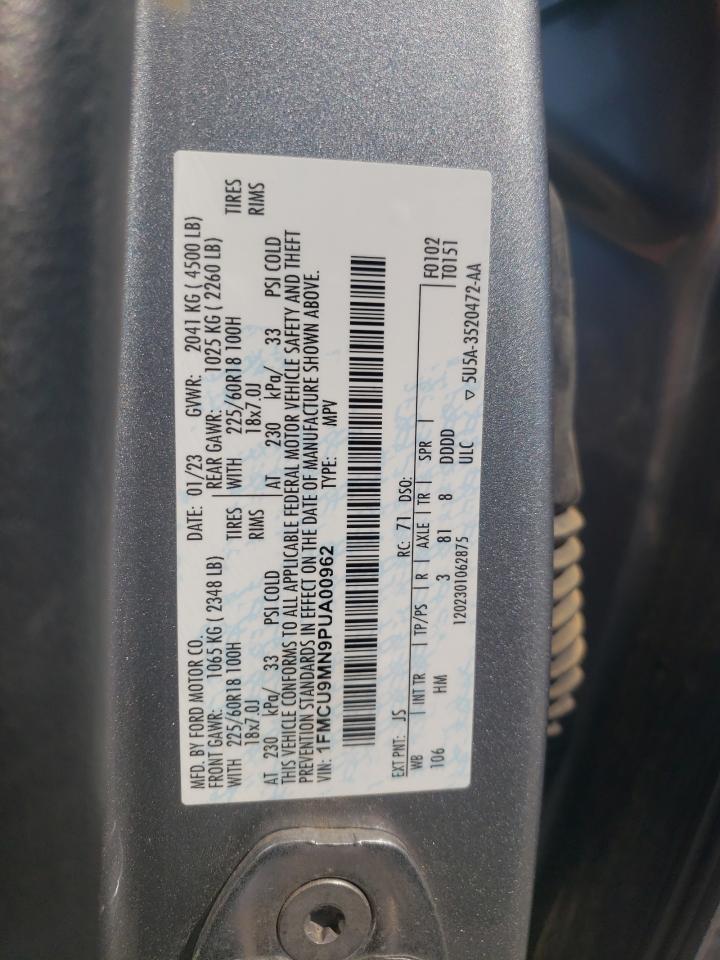 MFD. BY FORD MOTOR CO.
DATE: 01/23 GVWR: 2041 KG ( 4500 LB)
FRONT GAWR: 1065 KG ( 2348 LB) REAR GAWR: 1025 KG ( 2260 LB)
WITH 225/60R18 100H TIRES WITH 225/60R18 100H TIRES
18x7.0J RIMS 18x7.0J RIMS
AT 230 kPa/ 33 PSI COLD AT 230 kPa/ 33 PSI COLD
THIS VEHICLE CONFORMS TO ALL APPLICABLE FEDERAL MOTOR VEHICLE SAFETY AND THEFT
PREVENTION STANDARDS IN EFFECT ON THE DATE OF MANUFACTURE SHOWN ABOVE.
VIN: 1FMCU9MN9PUA00962 TYPE: MPV
EXT PNT: JS RC: 71 DSO: F0102
WB INT TR TP/PS R AXLE TR SPR T0151
106 HM 3 81 8 DDDD
1202301062875 ULC ▽ 5U5A-3520472-AA